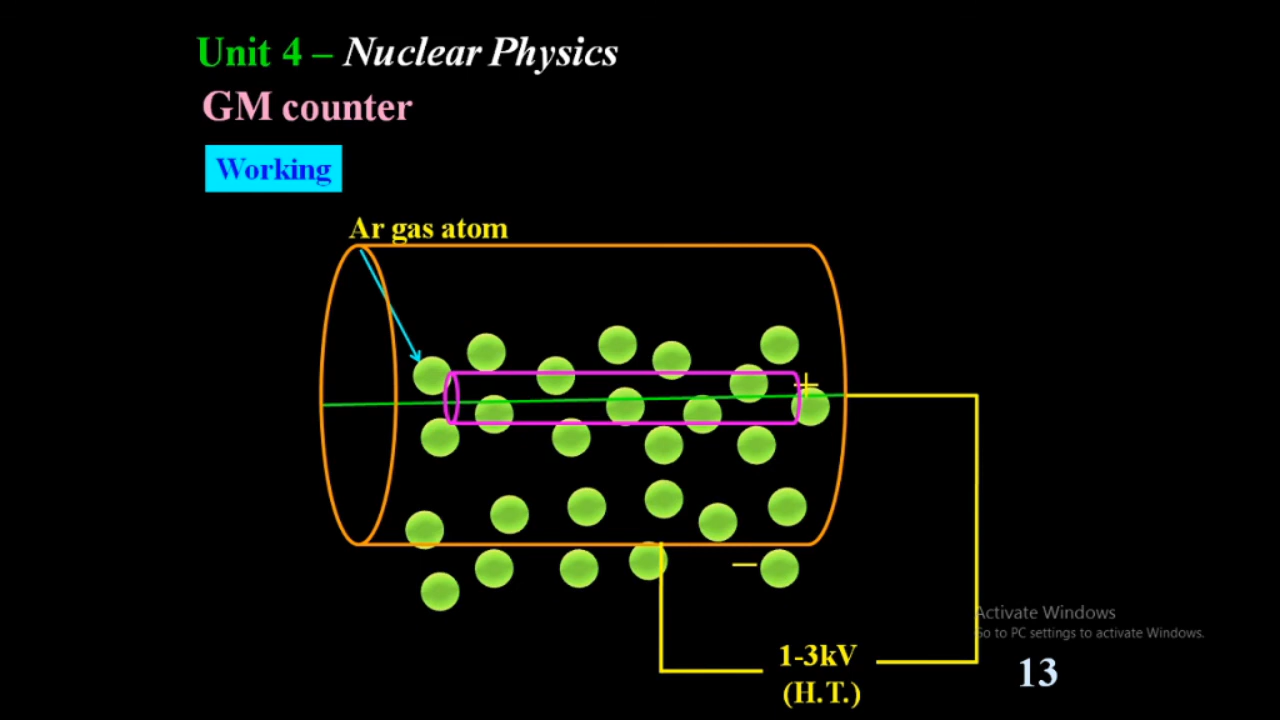 Unit 4 – Nuclear Physics
GM counter
Working
Ar gas atom
+
–
Activate Windows
Go to PC settings to activate Windows.
1-3kV
(H.T.)
13